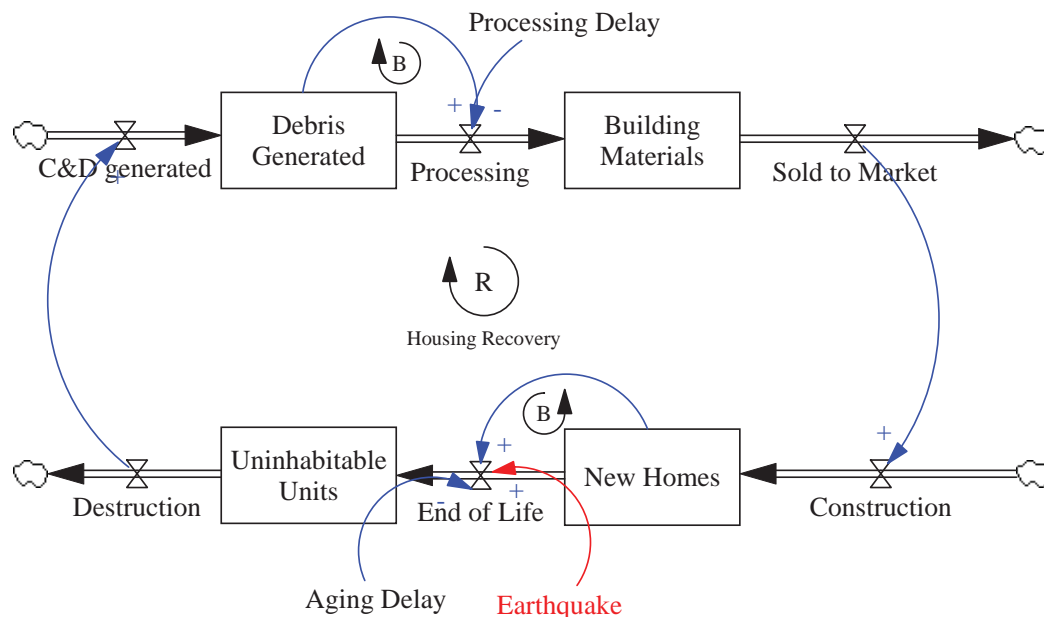 Processing Delay
B
+
-
Debris
Generated
Building
Materials
C&D generated
+
Processing
Sold to Market
R
Housing Recovery
B
+
+
Uninhabitable
Units
New Homes
Destruction
-
+
End of Life
Construction
Aging Delay
Earthquake